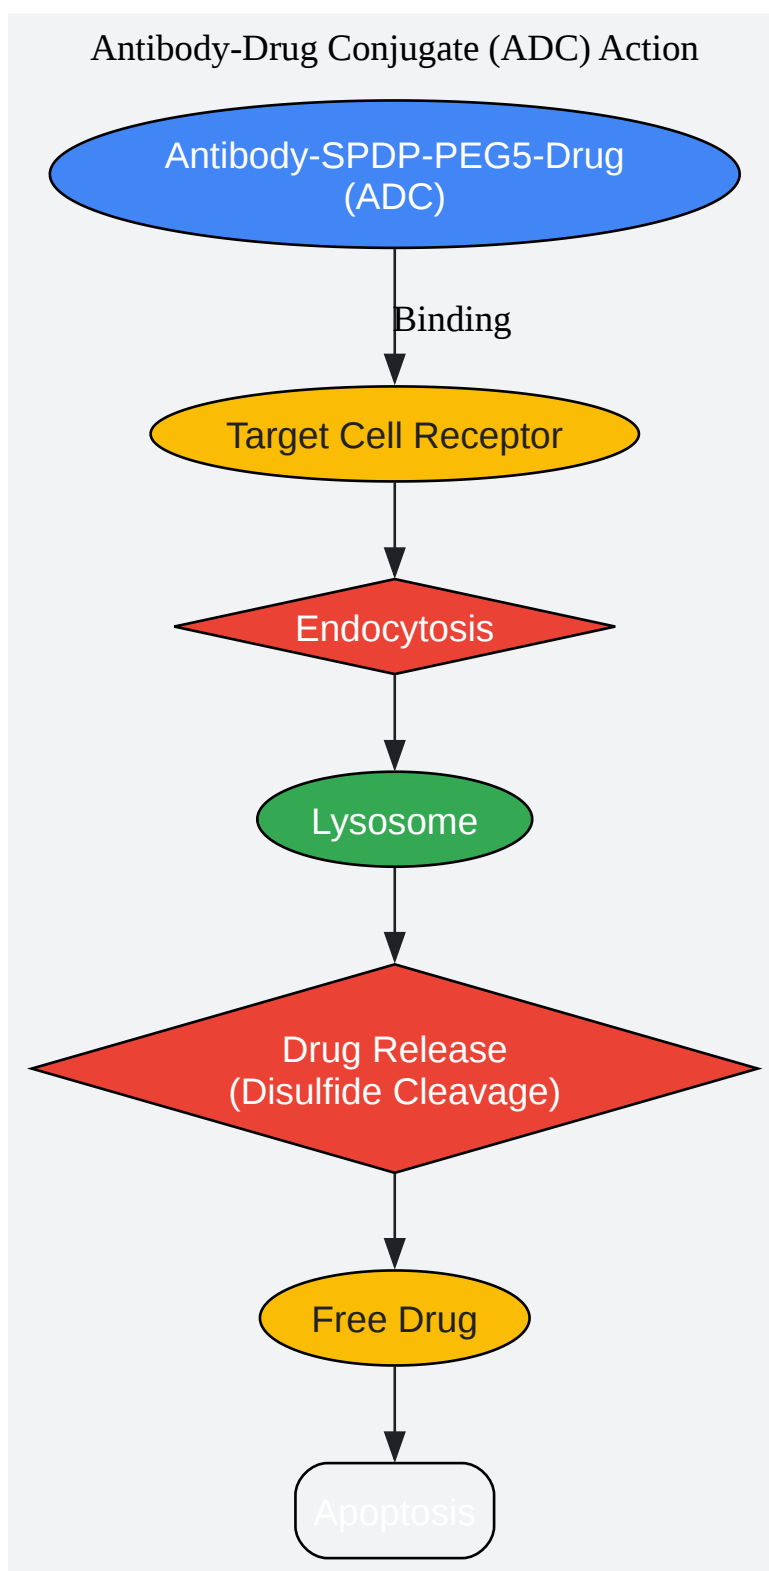 Antibody-Drug Conjugate (ADC) Action
Antibody-SPDP-PEG5-Drug
(ADC)
Binding
Target Cell Receptor
Endocytosis
Lysosome
Drug Release
(Disulfide Cleavage)
Free Drug
Apoptosis